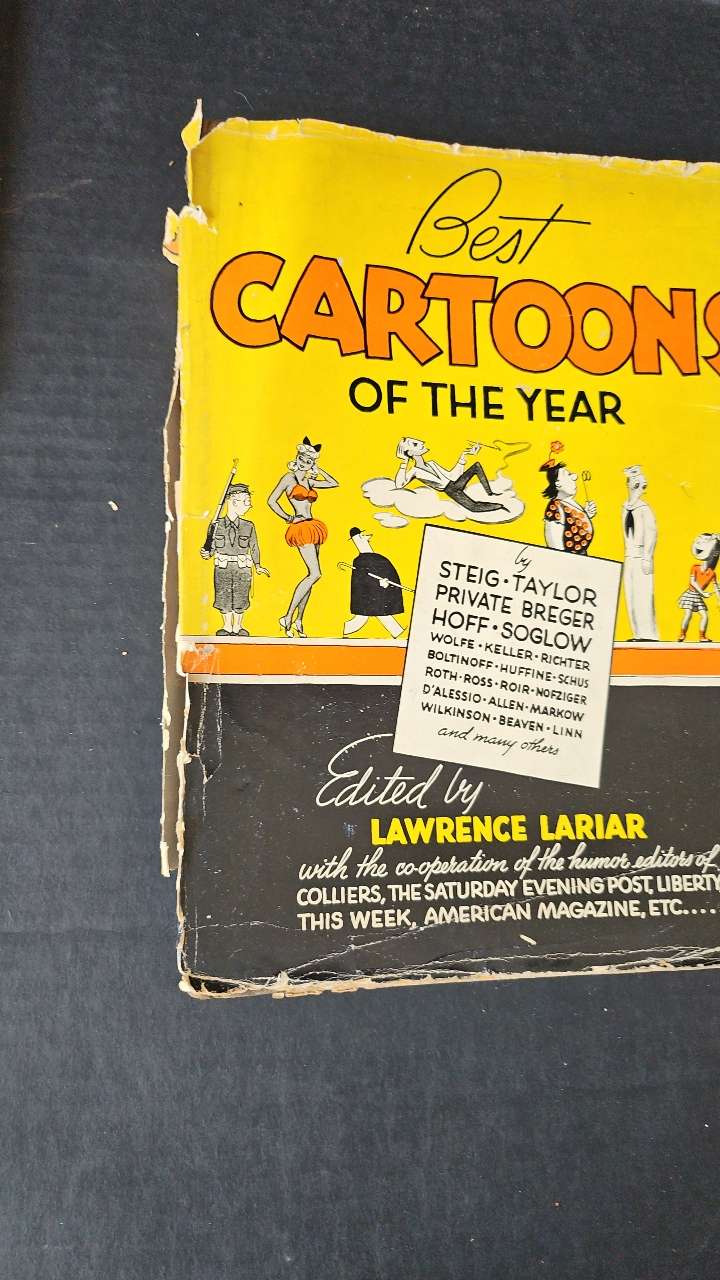 Best
CARTOONS
OF THE YEAR
by
STEIG • TAYLOR
PRIVATE BREGER
HOFF • SOGLOW
WOLFE • KELLER • RICHTER
BOLTINOFF • HUFFINE • SCHUS
ROTH • ROSS • ROIR • NOFZIGER
D'ALESSIO • ALLEN • MARKOW
WILKINSON • BEAVEN • LINN
and many others
Edited by
LAWRENCE LARIAR
with the co-operation of the humor editors of
COLLIERS, THE SATURDAY EVENING POST, LIBERTY
THIS WEEK, AMERICAN MAGAZINE, ETC....